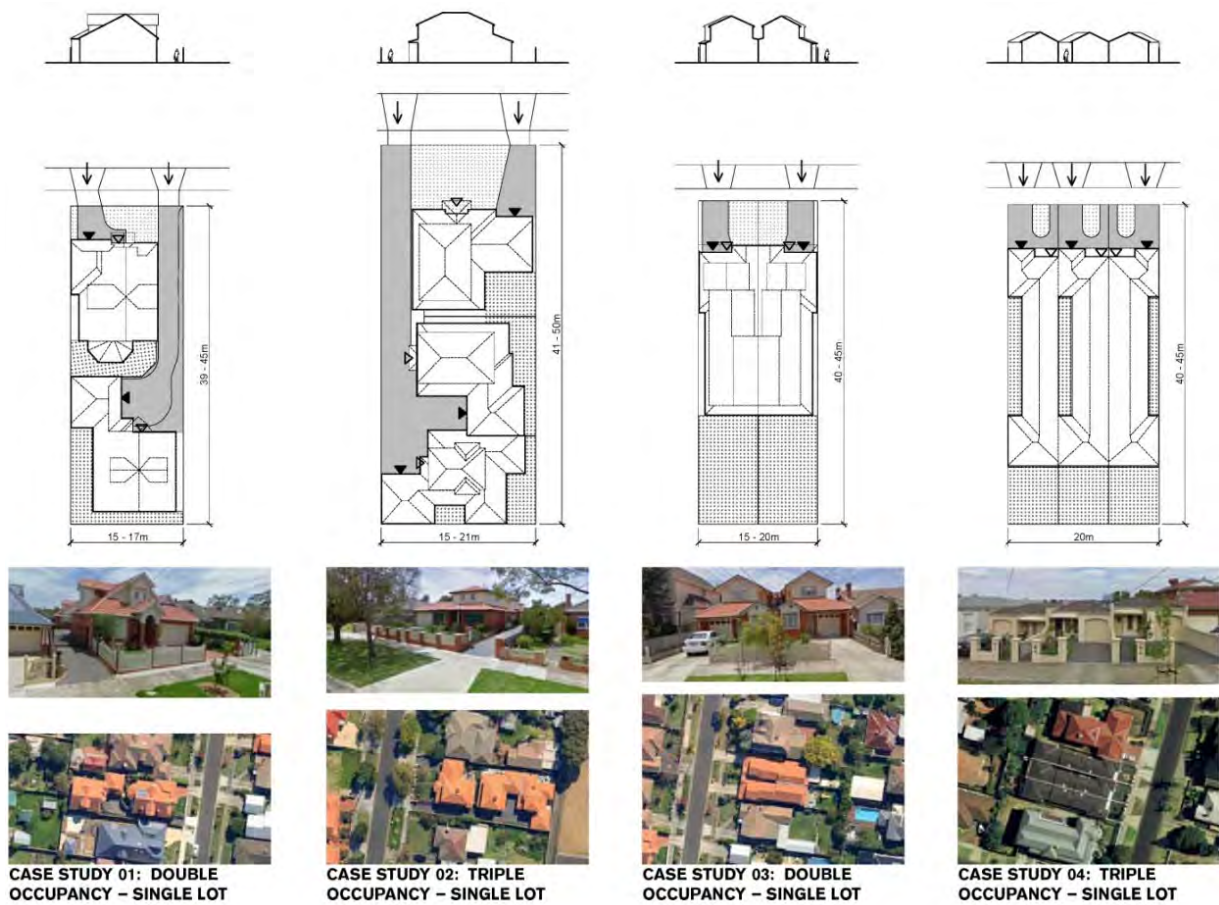 39 - 45m
15 - 17m
41 - 50m
15 - 21m
40 - 45m
15 - 20m
40 - 45m
20m
CASE STUDY 01: DOUBLE
OCCUPANCY – SINGLE LOT
CASE STUDY 02: TRIPLE
OCCUPANCY – SINGLE LOT
CASE STUDY 03: DOUBLE
OCCUPANCY – SINGLE LOT
CASE STUDY 04: TRIPLE
OCCUPANCY – SINGLE LOT